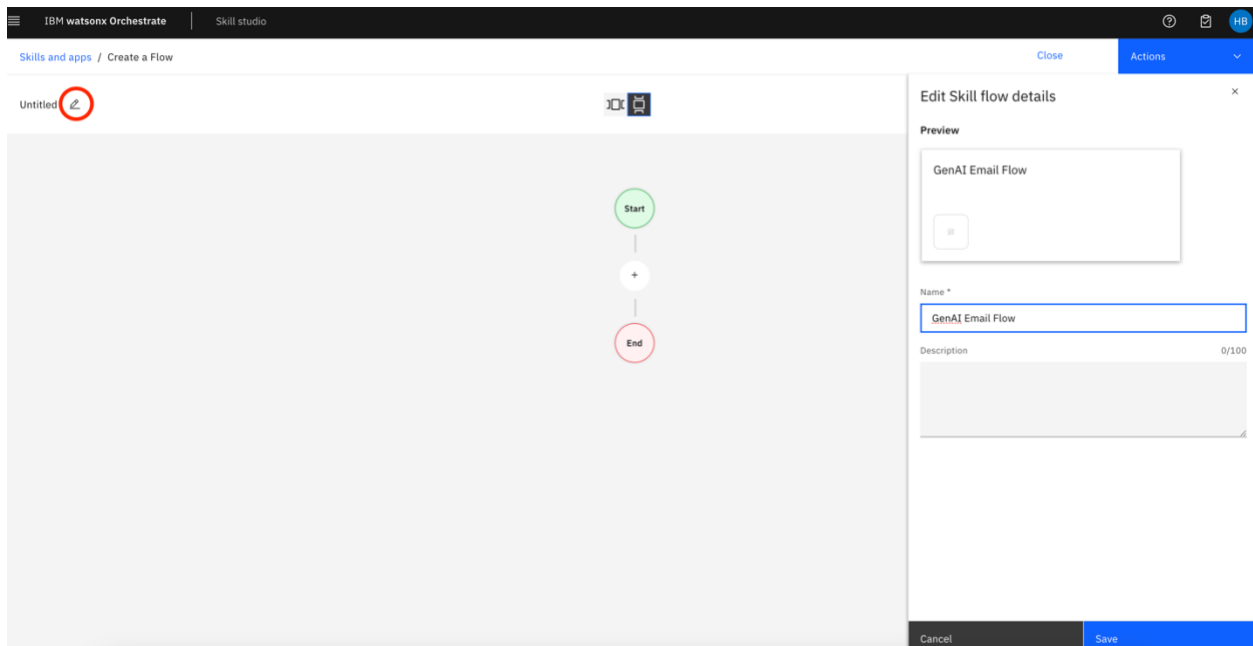 IBM watsonx Orchestrate
Skill studio
HB
Skills and apps / Create a Flow
Close
Actions
Untitled
Start
+
End
Edit Skill flow details
Preview
GenAI Email Flow
Name *
GenAI Email Flow
Description
0/100
Cancel
Save